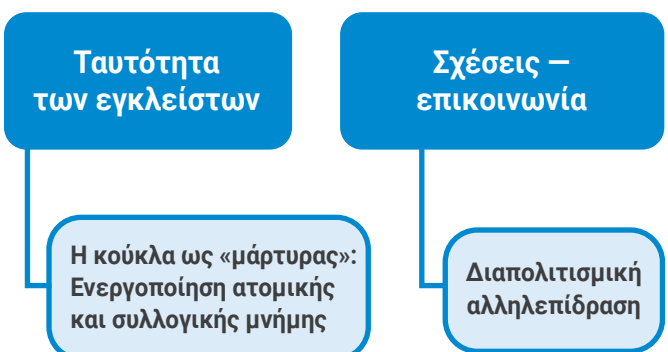 Ταυτότητα
των εγκλείστων
Σχέσεις –
επικοινωνία
Η κούκλα ως «μάρτυρας»:
Ενεργοποίηση ατομικής
και συλλογικής μνήμης
Διαπολιτισμική
αλληλεπίδραση